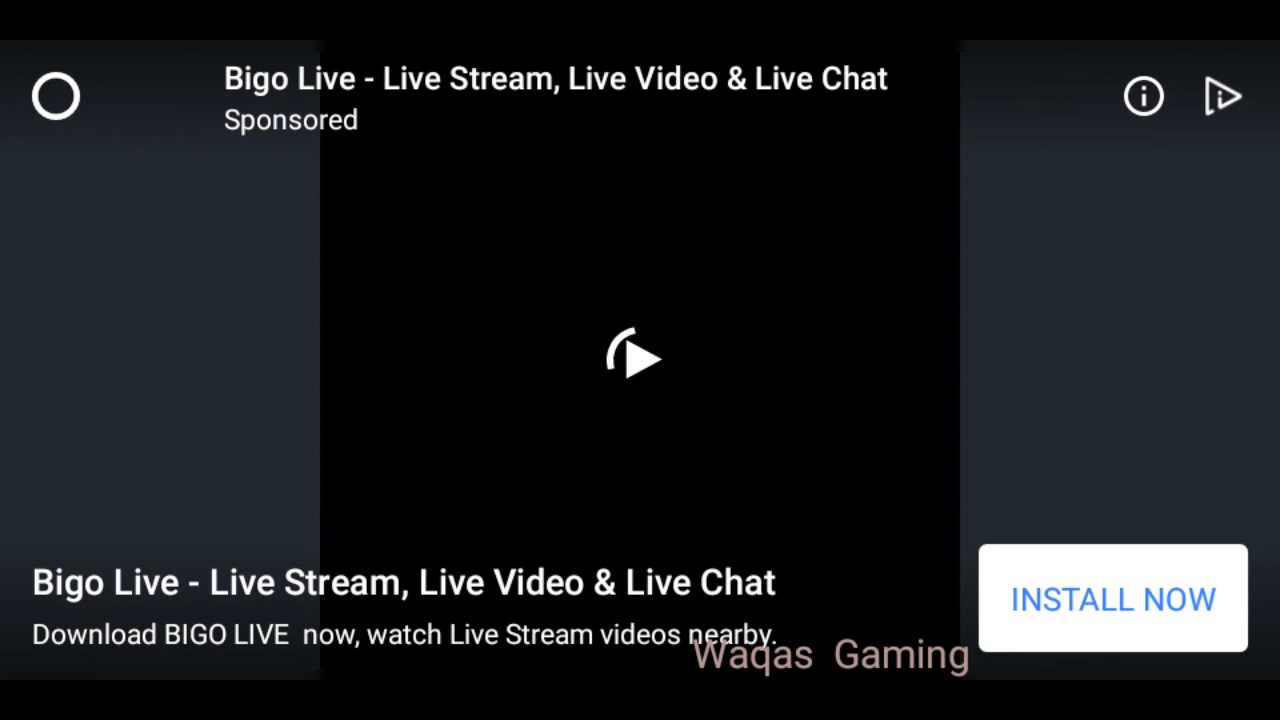 Bigo Live - Live Stream, Live Video & Live Chat
Sponsored
Bigo Live - Live Stream, Live Video & Live Chat
Download BIGO LIVE now, watch Live Stream videos nearby.
INSTALL NOW
Waqas Gaming